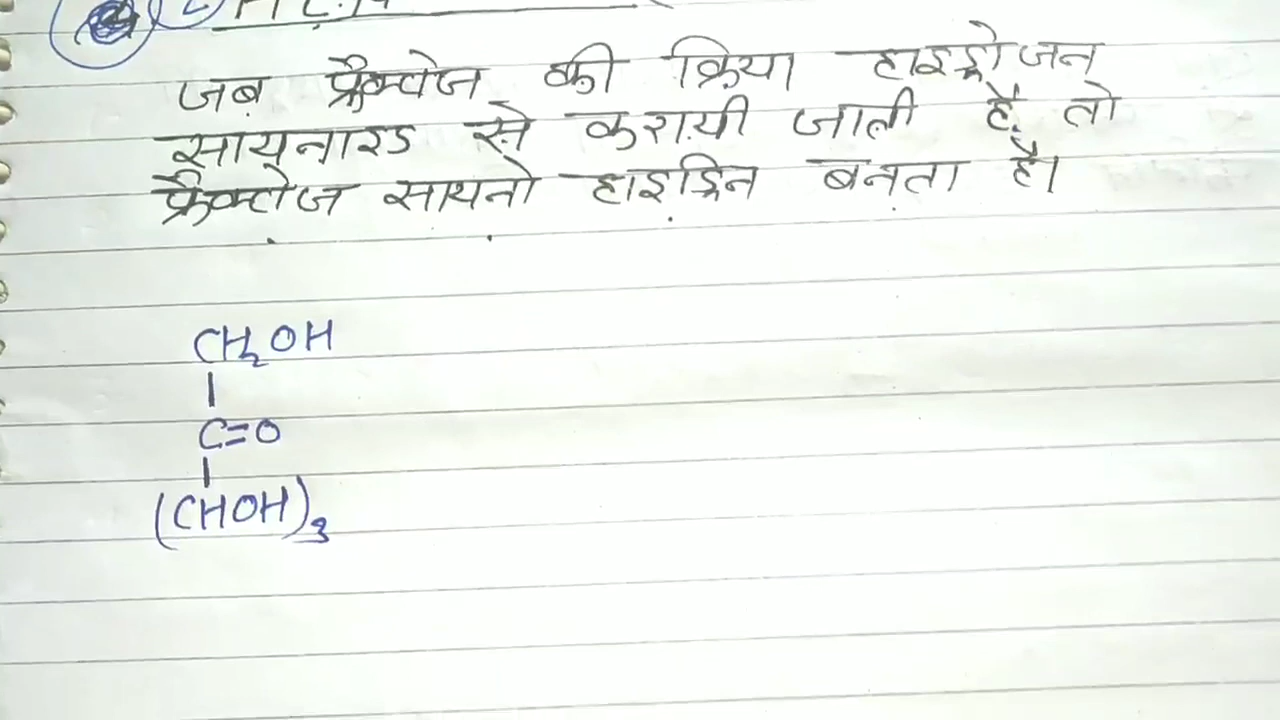 जब फ्रैक्टोज की क्रिया हाइड्रोजन
सायनाइड से करायी जाती है, तो
फ्रैक्टोज सायनो हाइड्रिन बनता है।
CH₂OH
|
C=O
|
(CHOH)₃